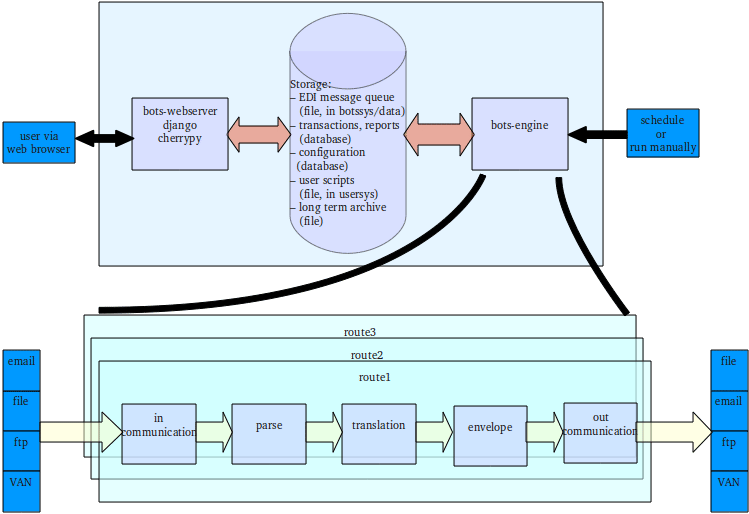 user via
web browser
bots-webserver
django
cherrypy
Storage:
– EDI message queue
(file, in botssys/data)
– transactions, reports
(database)
– configuration
(database)
– user scripts
(file, in usersys)
– long term archive
(file)
bots-engine
schedule
or
run manually
route3
route2
route1
email
file
ftp
VAN
in
communication
parse
translation
envelope
out
communication
file
email
ftp
VAN